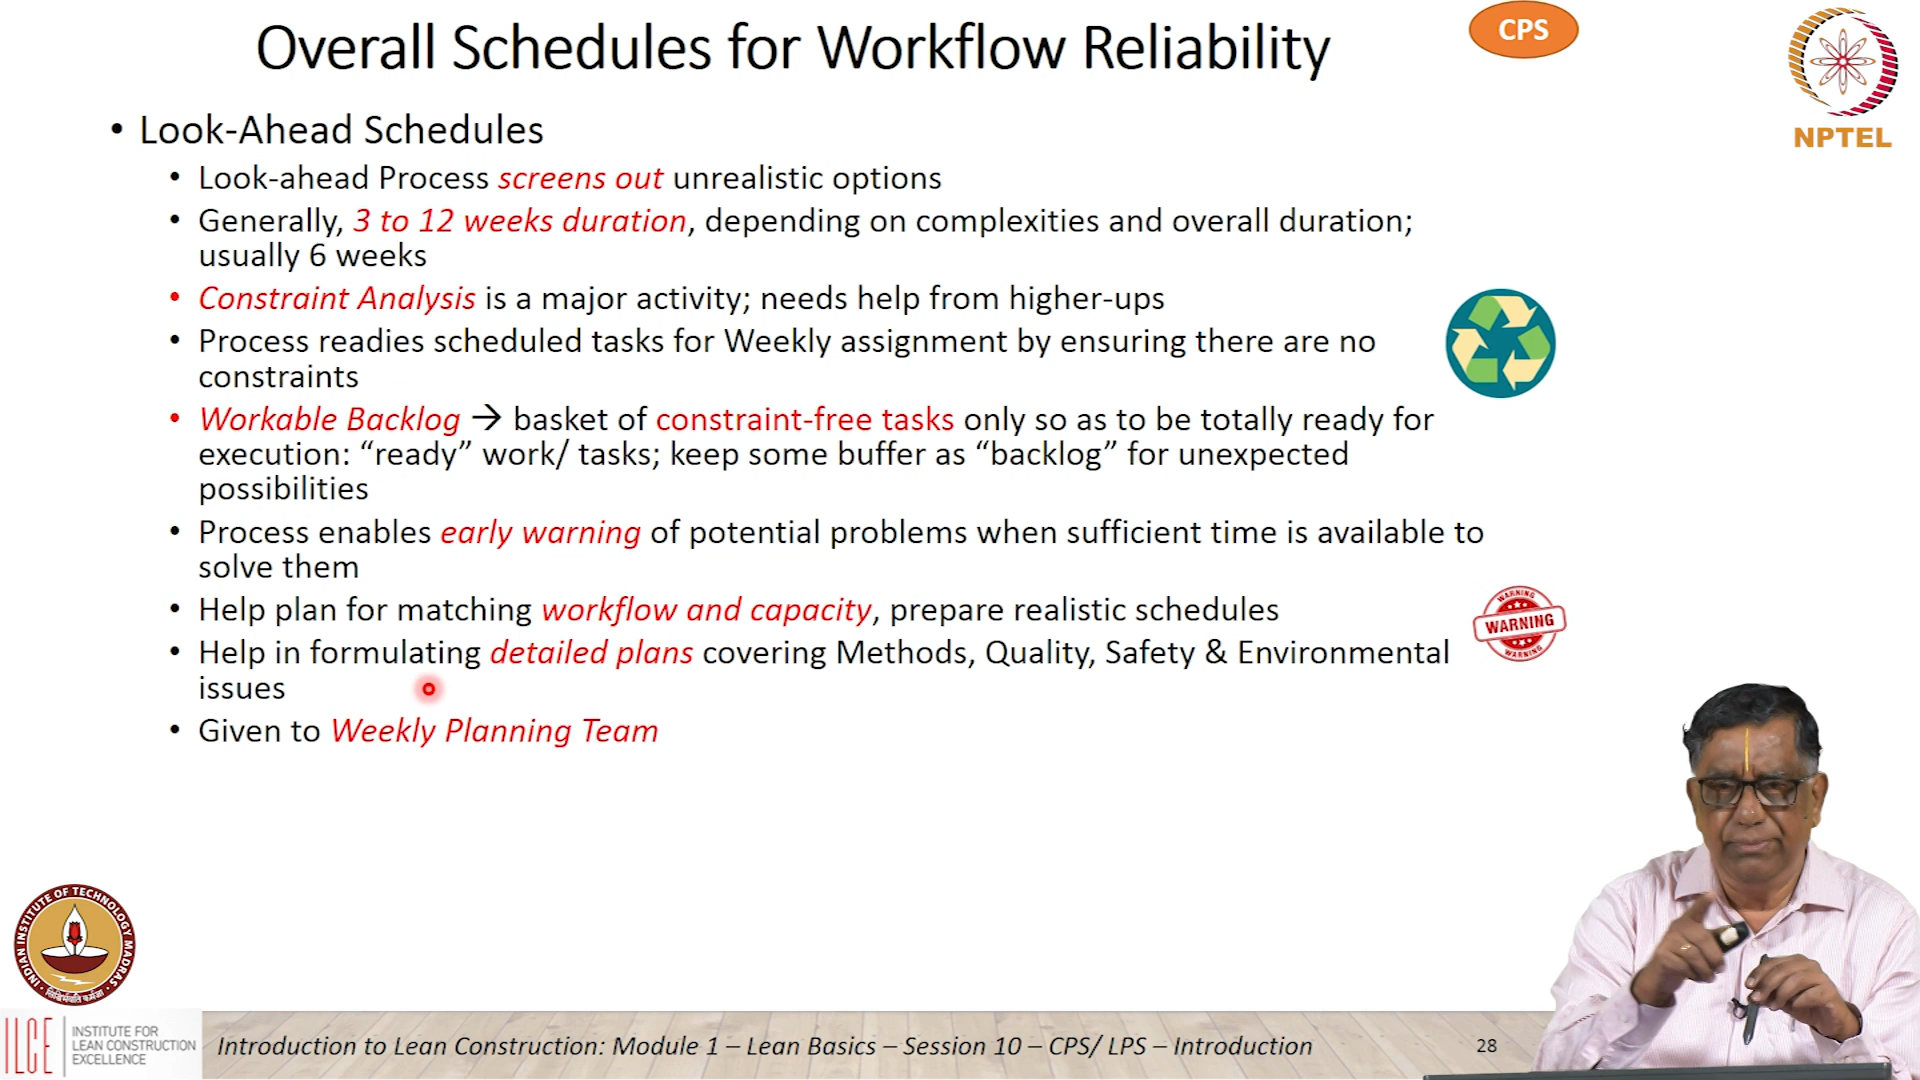 Overall Schedules for Workflow Reliability
CPS
NPTEL
• Look-Ahead Schedules
• Look-ahead Process screens out unrealistic options
• Generally, 3 to 12 weeks duration, depending on complexities and overall duration;
usually 6 weeks
• Constraint Analysis is a major activity; needs help from higher-ups
• Process readies scheduled tasks for Weekly assignment by ensuring there are no
constraints
• Workable Backlog → basket of constraint-free tasks only so as to be totally ready for
execution: “ready” work/ tasks; keep some buffer as “backlog” for unexpected
possibilities
• Process enables early warning of potential problems when sufficient time is available to
solve them
• Help plan for matching workflow and capacity, prepare realistic schedules
WARNING
WARNING
WARNING
• Help in formulating detailed plans covering Methods, Quality, Safety & Environmental
issues
• Given to Weekly Planning Team
INDIAN INSTITUTE OF TECHNOLOGY MADRAS
सिद्धिर्भवति कर्मजा
ILCE
INSTITUTE FOR
LEAN CONSTRUCTION
EXCELLENCE
Introduction to Lean Construction: Module 1 – Lean Basics – Session 10 – CPS/ LPS – Introduction
28